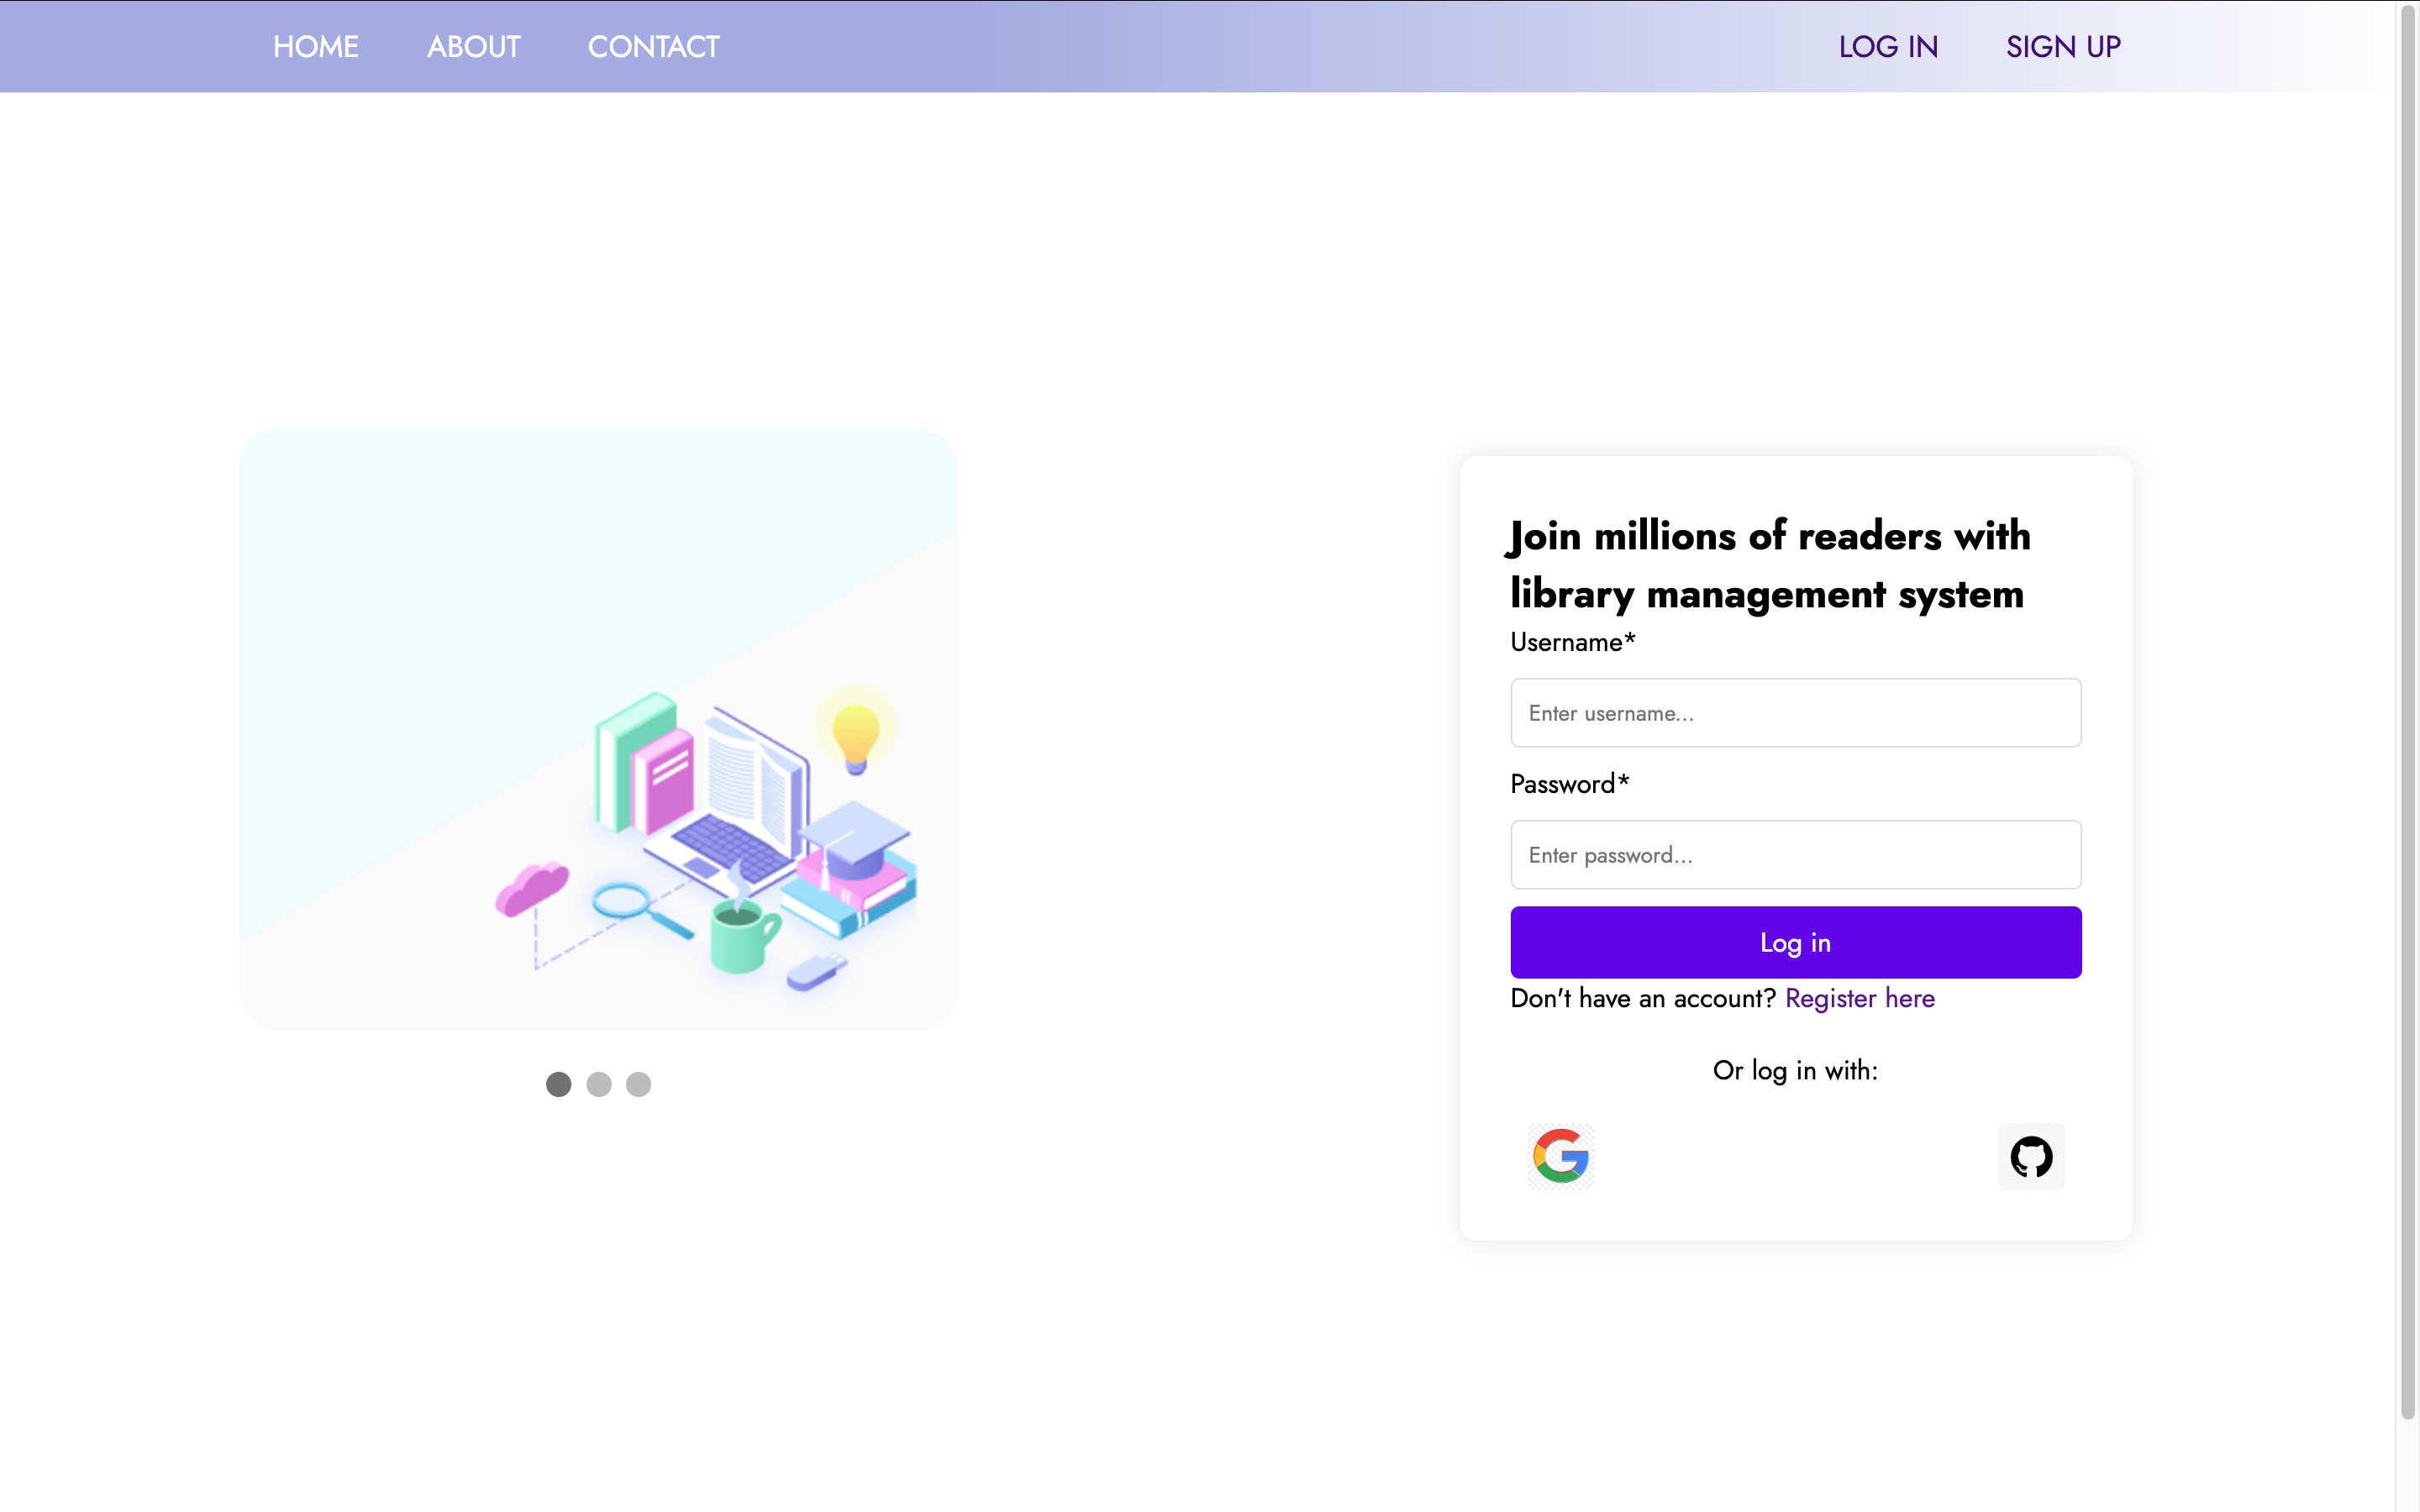 HOME ABOUT CONTACT LOG IN SIGN UP
Join millions of readers with
library management system
Username*
Enter username...
Password*
Enter password...
Log in
Don't have an account? Register here
Or log in with: